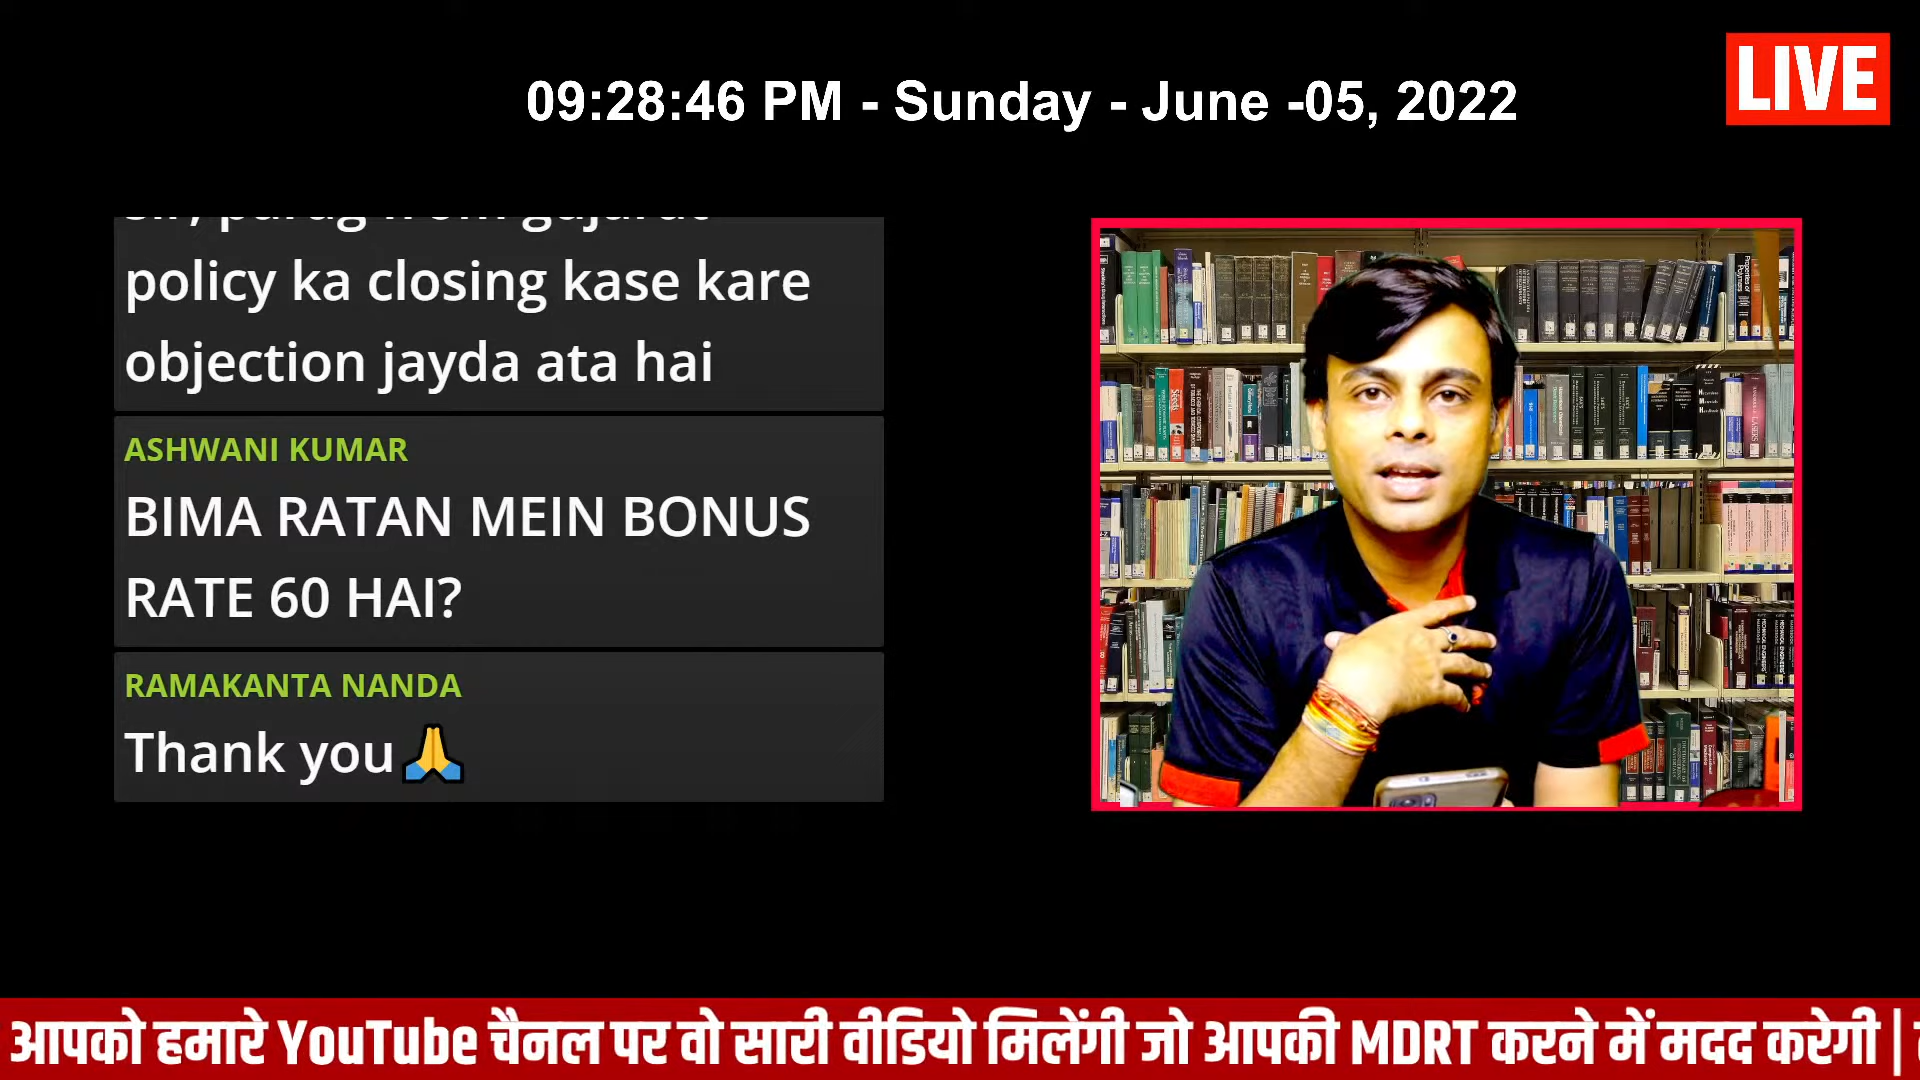 LIVE
09:28:46 PM - Sunday - June -05, 2022
policy ka closing kase kare
objection jayda ata hai
ASHWANI KUMAR
BIMA RATAN MEIN BONUS
RATE 60 HAI?
RAMAKANTA NANDA
Thank you🙏
आपको हमारे YouTube चैनल पर वो सारी वीडियो मिलेंगी जो आपकी MDRT करने में मदद करेगी |